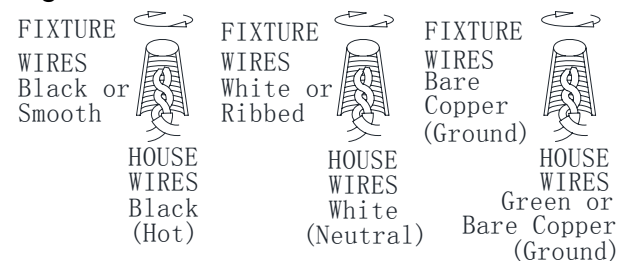 FIXTURE
WIRES
Black or
Smooth
HOUSE
WIRES
Black
(Hot)
FIXTURE
WIRES
White or
Ribbed
HOUSE
WIRES
White
(Neutral)
FIXTURE
WIRES
Bare
Copper
(Ground)
HOUSE
WIRES
Green or
Bare Copper
(Ground)